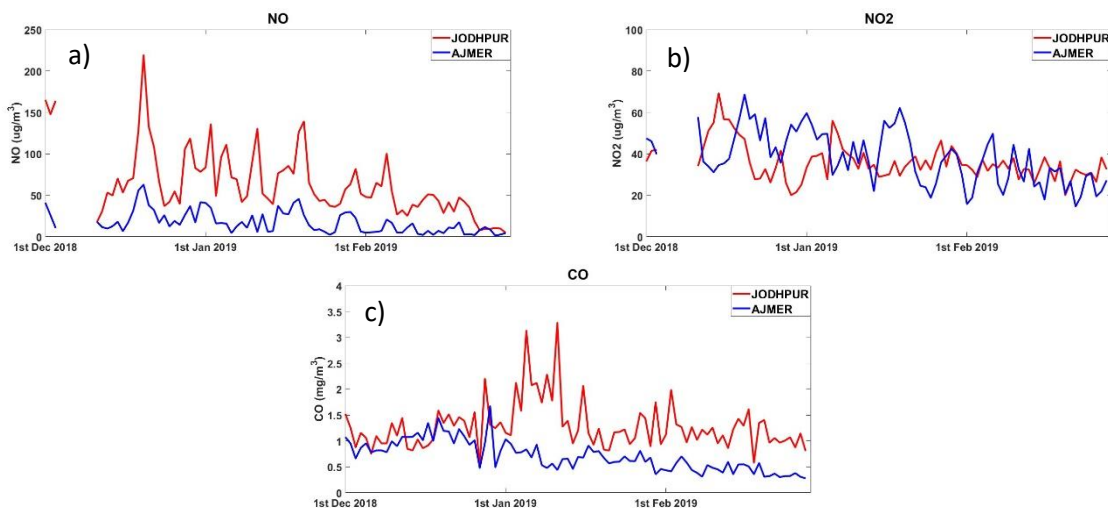 NO
a)
JODHPUR
AJMER
NO (ug/m³)
250
200
150
100
50
0
1st Dec 2018 1st Jan 2019 1st Feb 2019
NO2
b)
JODHPUR
AJMER
NO2 (ug/m³)
100
80
60
40
20
0
1st Dec 2018 1st Jan 2019 1st Feb 2019
CO
c)
JODHPUR
AJMER
CO (mg/m³)
4
3.5
3
2.5
2
1.5
1
0.5
0
1st Dec 2018 1st Jan 2019 1st Feb 2019